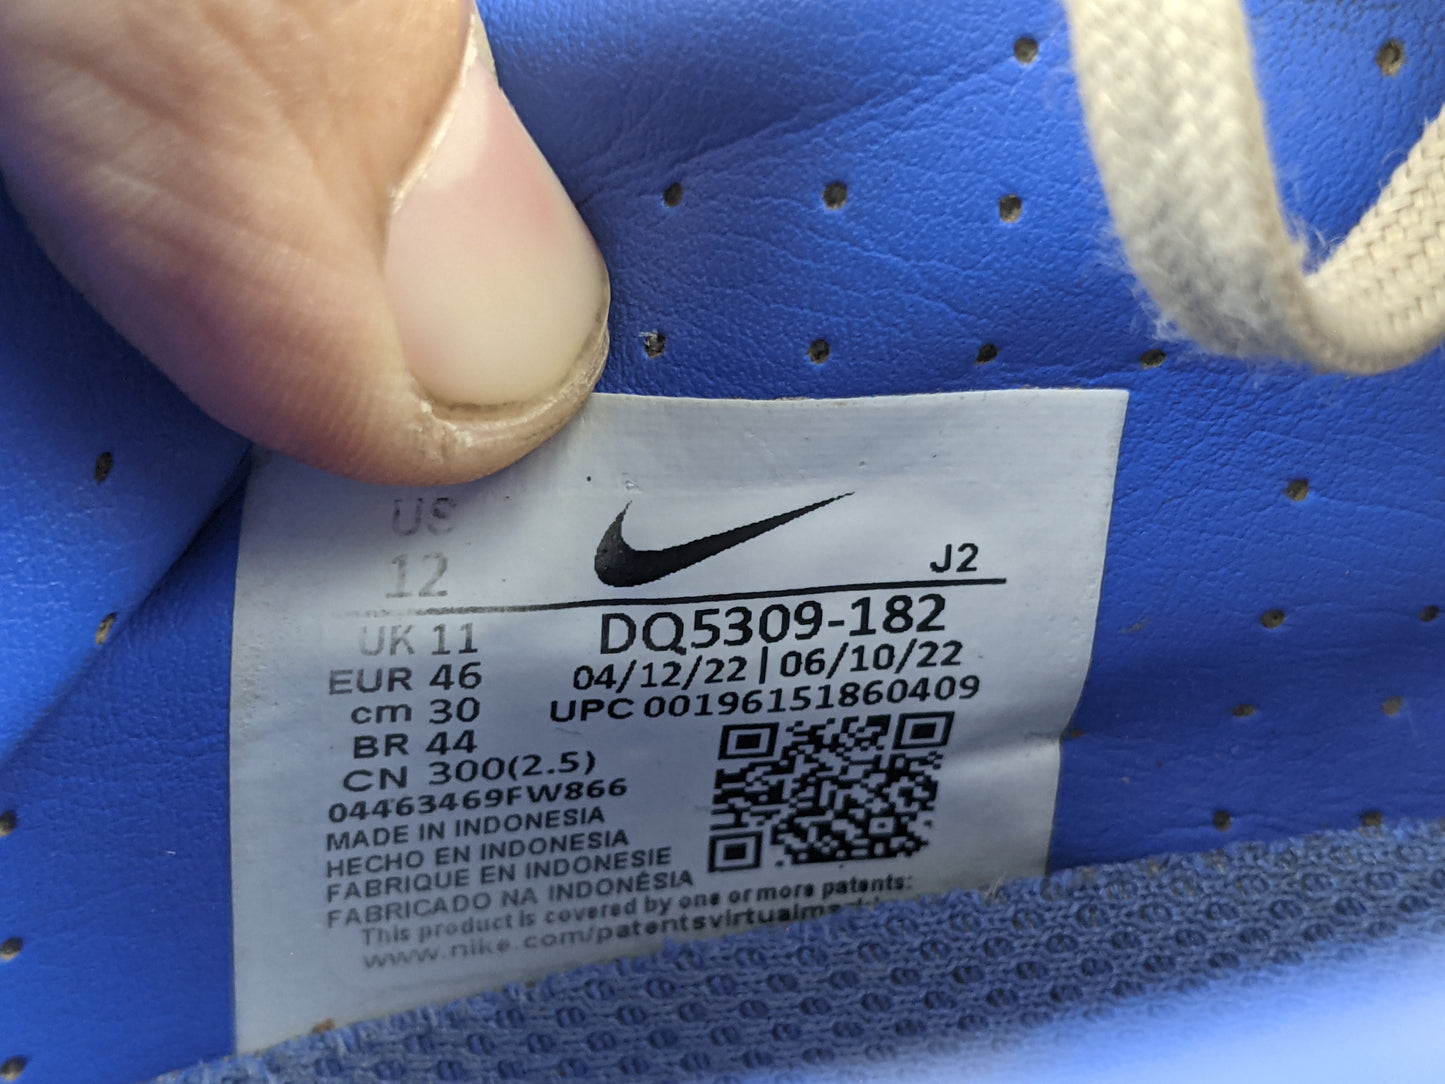 US
12
J2
UK 11
DQ5309-182
EUR 46
04/12/22 | 06/10/22
cm 30
UPC 00196151860409
BR 44
CN 300(2.5)
04463469FW866
MADE IN INDONESIA
HECHO EN INDONESIA
FABRIQUE EN INDONESIE
FABRICADO NA INDONÉSIA
This product is covered by one or more patents:
www.nike.com/patentsvirtualmarking